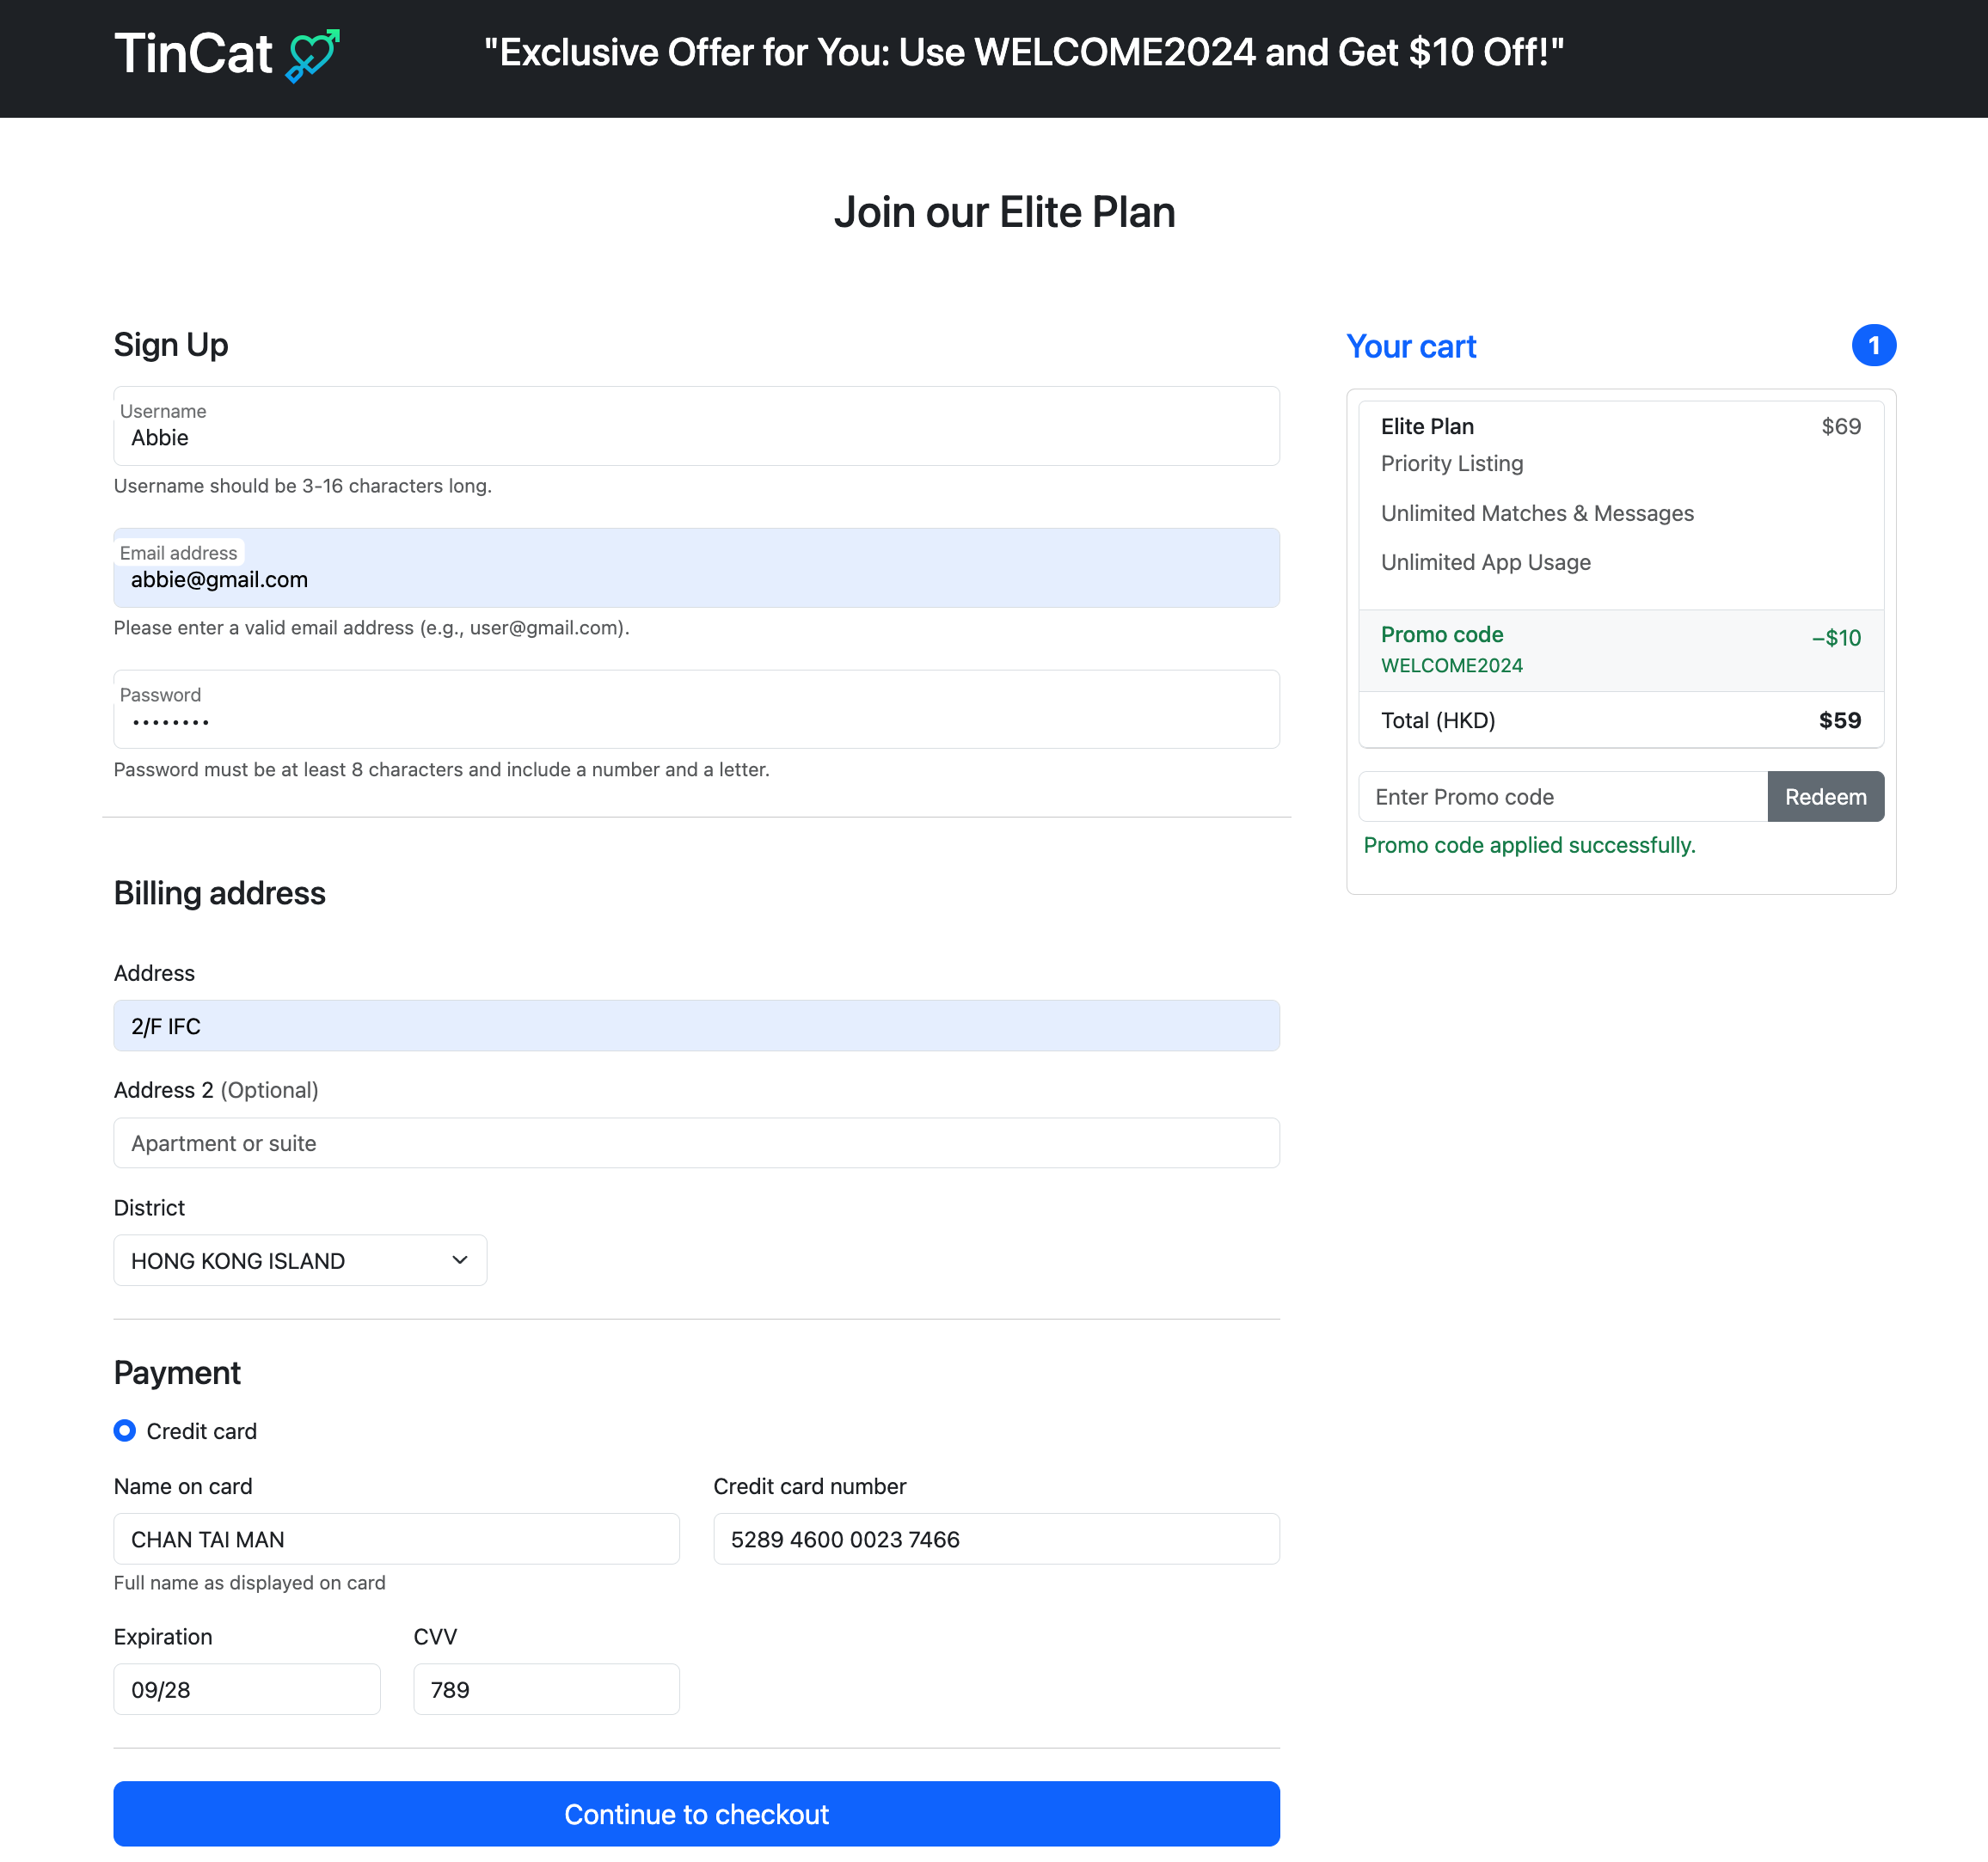 TinCat
"Exclusive Offer for You: Use WELCOME2024 and Get $10 Off!"
Join our Elite Plan
Sign Up
Username
Abbie
Username should be 3-16 characters long.
Email address
abbie@gmail.com
Please enter a valid email address (e.g., user@gmail.com).
Password
••••••••
Password must be at least 8 characters and include a number and a letter.
Billing address
Address
2/F IFC
Address 2 (Optional)
Apartment or suite
District
HONG KONG ISLAND
Payment
Credit card
Name on card
CHAN TAI MAN
Full name as displayed on card
Credit card number
5289 4600 0023 7466
Expiration
09/28
CVV
789
Continue to checkout
Your cart 1
Elite Plan $69
Priority Listing
Unlimited Matches & Messages
Unlimited App Usage
Promo code −$10
WELCOME2024
Total (HKD) $59
Enter Promo code Redeem
Promo code applied successfully.